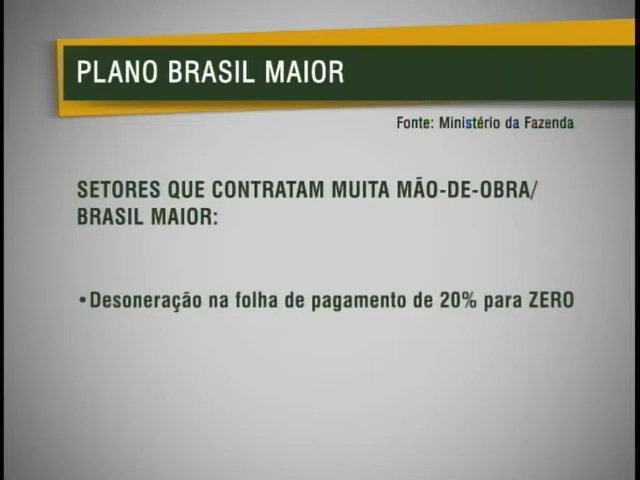 PLANO BRASIL MAIOR
Fonte: Ministério da Fazenda
SETORES QUE CONTRATAM MUITA MÃO-DE-OBRA/
BRASIL MAIOR:
•Desoneração na folha de pagamento de 20% para ZERO